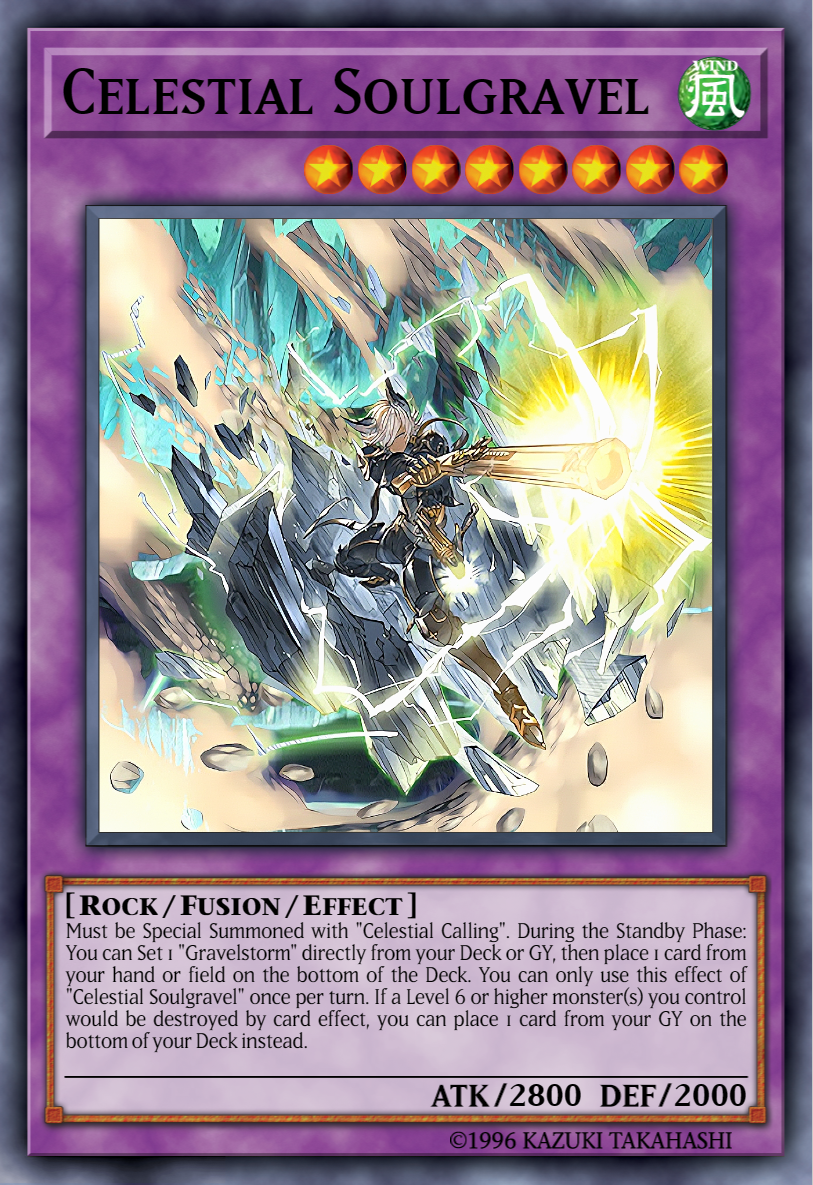 Celestial Soulgravel
WIND
風
[ Rock / Fusion / Effect ]
Must be Special Summoned with "Celestial Calling". During the Standby Phase:
You can Set 1 "Gravelstorm" directly from your Deck or GY, then place 1 card from
your hand or field on the bottom of the Deck. You can only use this effect of
"Celestial Soulgravel" once per turn. If a Level 6 or higher monster(s) you control
would be destroyed by card effect, you can place 1 card from your GY on the
bottom of your Deck instead.
ATK/2800 DEF/2000
©1996 KAZUKI TAKAHASHI